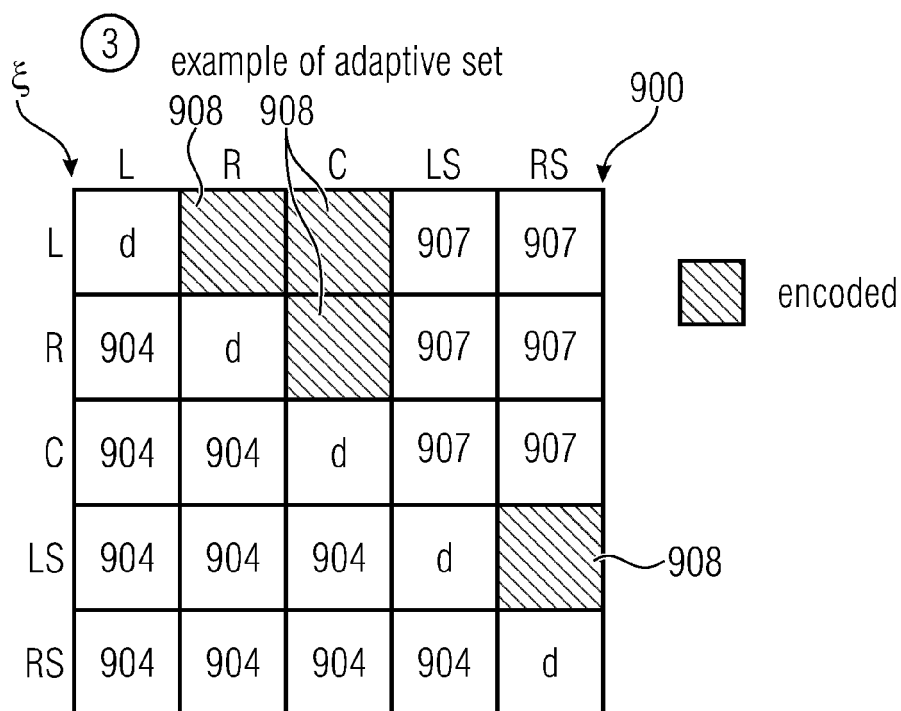 3
example of adaptive set
ξ
908 908
900
L R C LS RS
L d 907 907
encoded
R 904 d 907 907
C 904 904 d 907 907
LS 904 904 904 d
908
RS 904 904 904 904 d